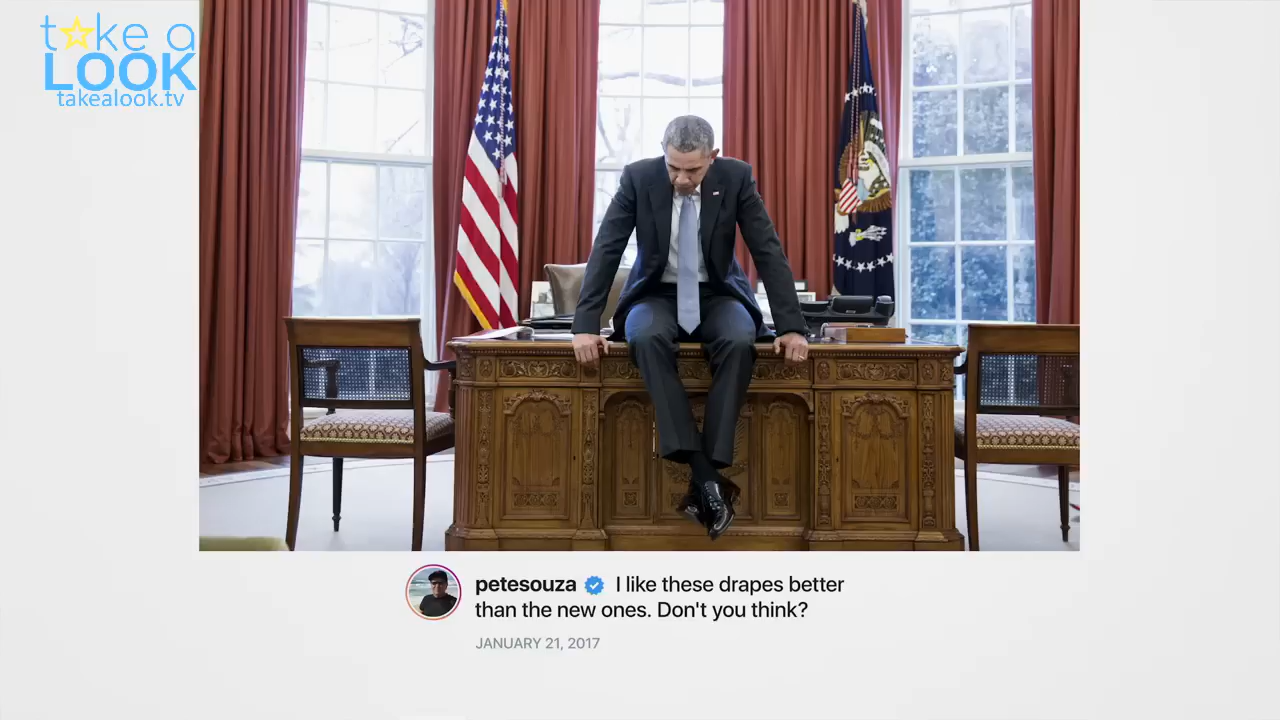 take a
LOOK
takealook.tv
petesouza I like these drapes better
than the new ones. Don't you think?
JANUARY 21, 2017